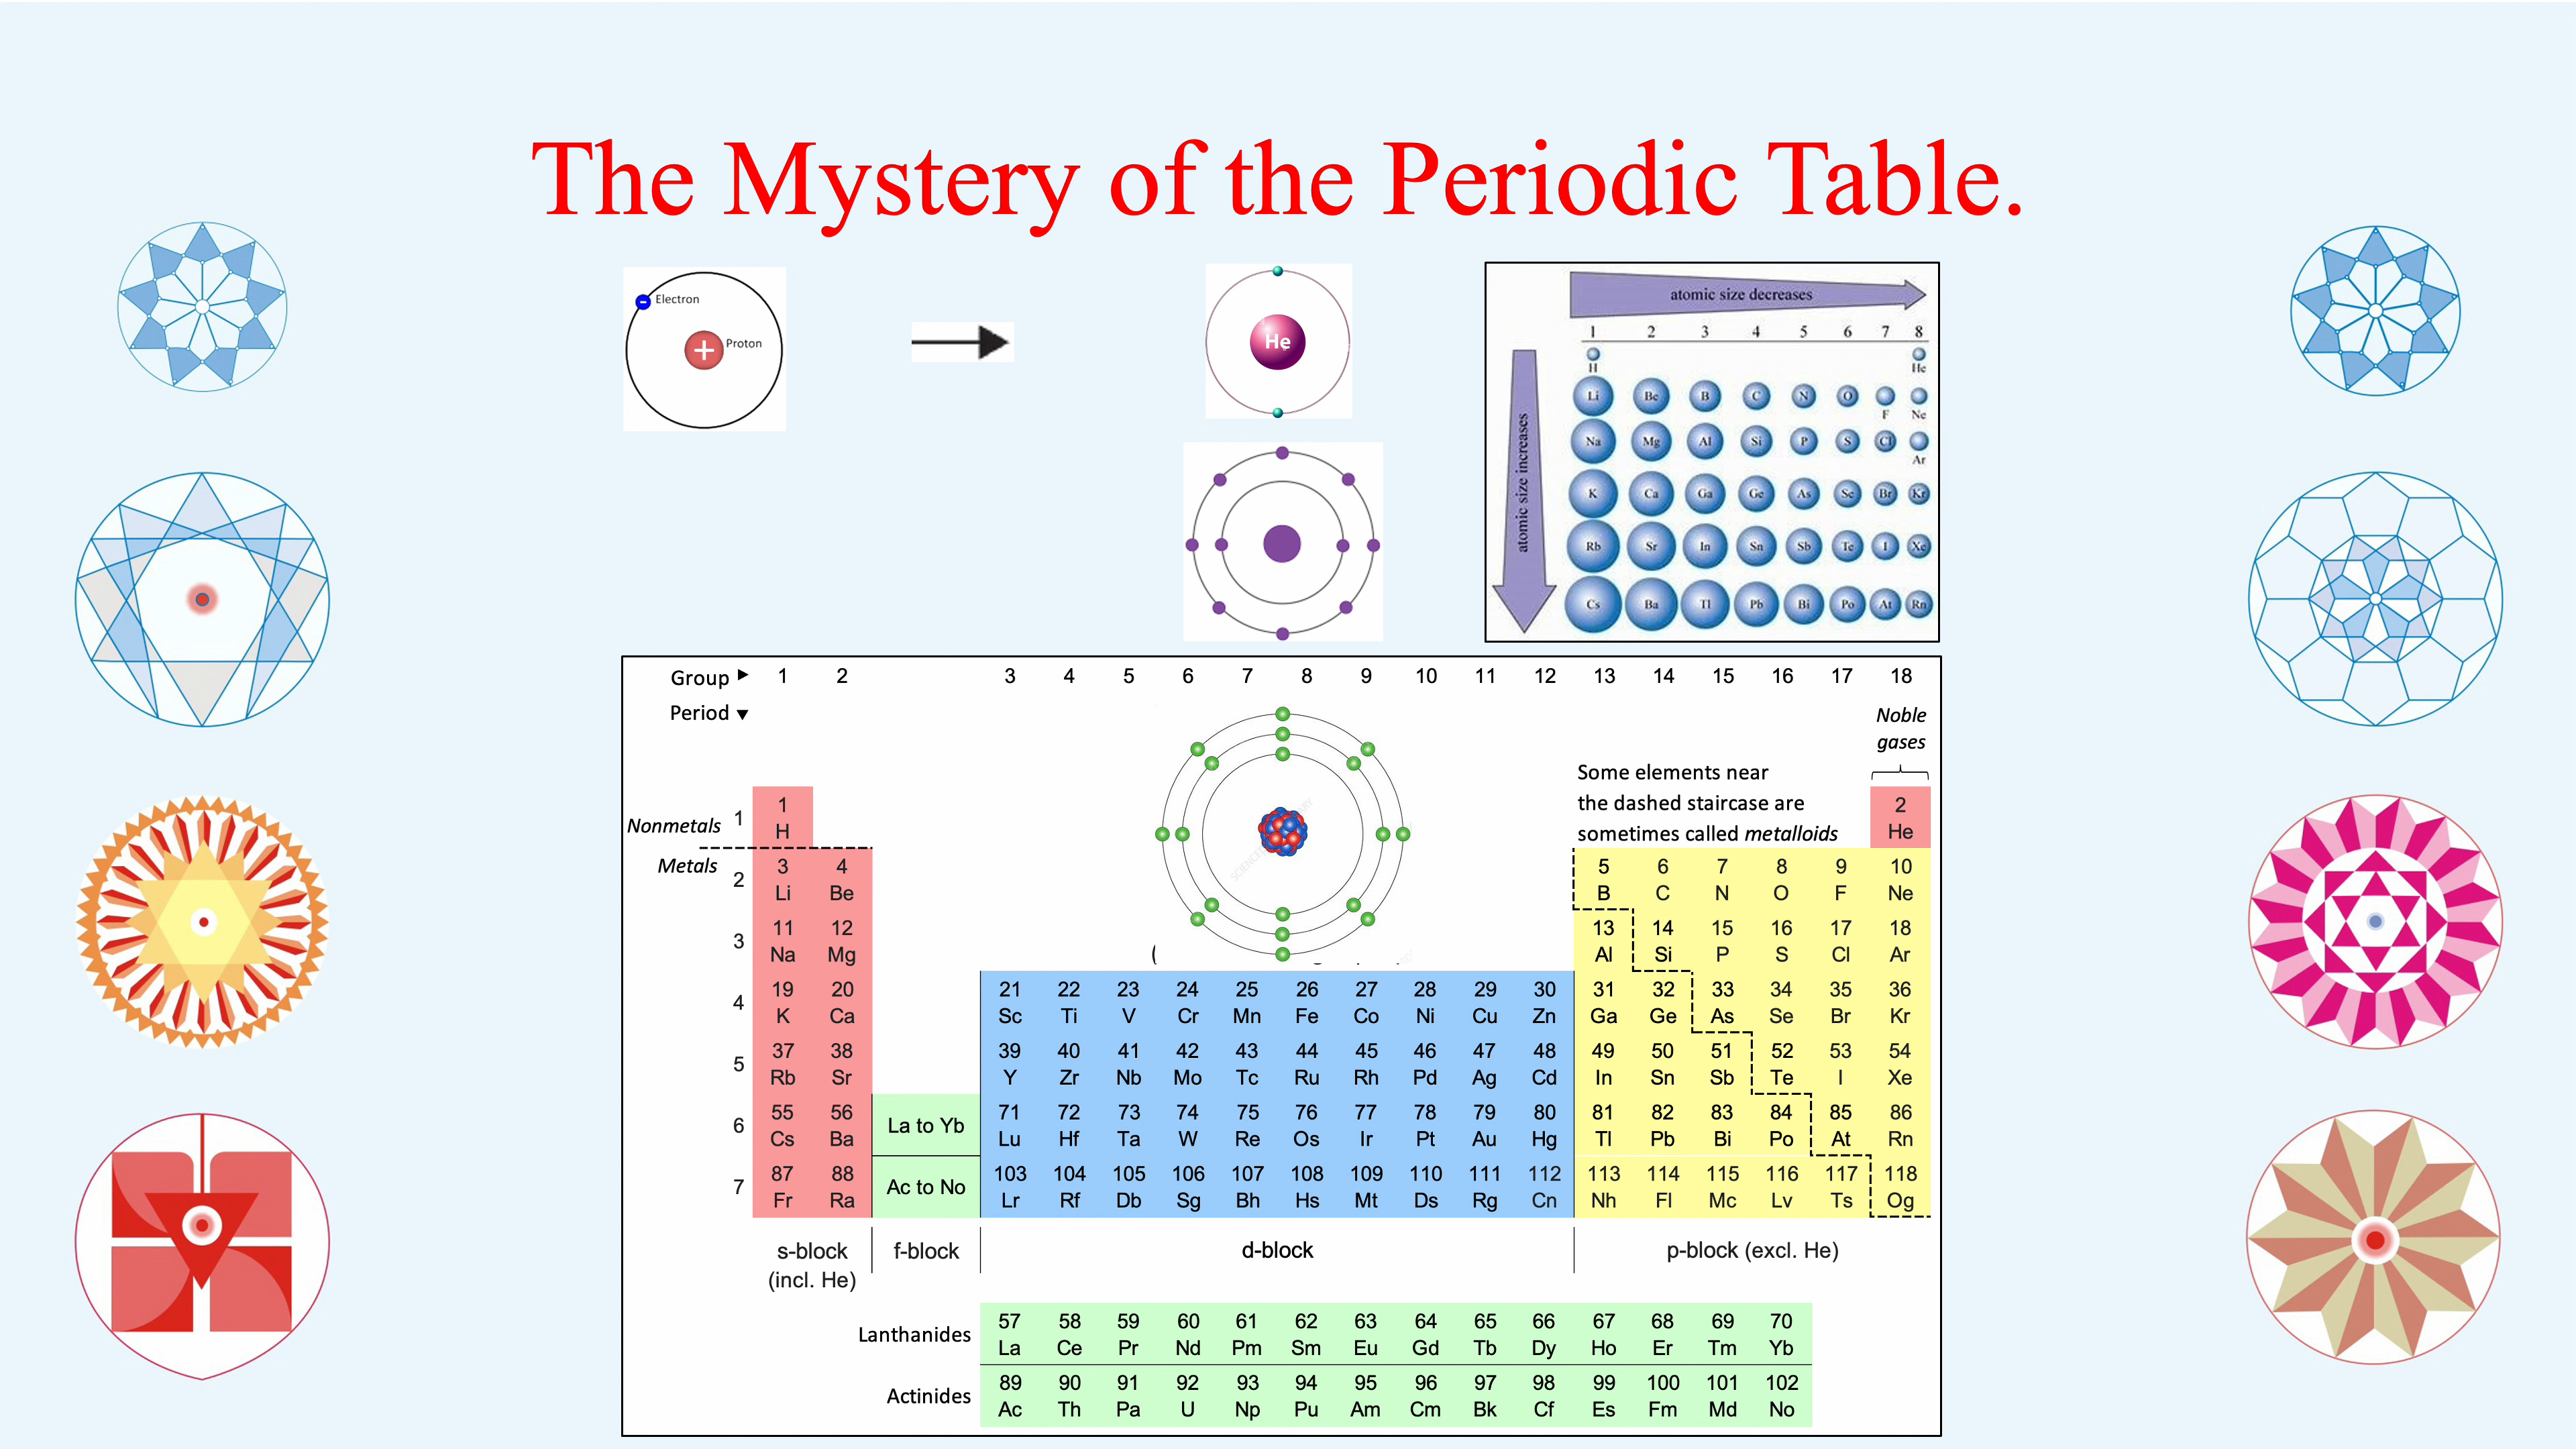 The Mystery of the Periodic Table.
Electron
-
+ Proton
He
atomic size decreases
atomic size increases
1 2 3 4 5 6 7 8
H He
Li Be B C N O F Ne
Na Mg Al Si P S Cl Ar
K Ca Ga Ge As Se Br Kr
Rb Sr In Sn Sb Te I Xe
Cs Ba Tl Pb Bi Po At Rn
Group 1 2 3 4 5 6 7 8 9 10 11 12 13 14 15 16 17 18
Period
Noble
gases
Some elements near
the dashed staircase are
sometimes called metalloids
Nonmetals
Metals
1
1 2
H He
2
3 4 5 6 7 8 9 10
Li Be B C N O F Ne
3
11 12 13 14 15 16 17 18
Na Mg Al Si P S Cl Ar
(
4
19 20 21 22 23 24 25 26 27 28 29 30 31 32 33 34 35 36
K Ca Sc Ti V Cr Mn Fe Co Ni Cu Zn Ga Ge As Se Br Kr
5
37 38 39 40 41 42 43 44 45 46 47 48 49 50 51 52 53 54
Rb Sr Y Zr Nb Mo Tc Ru Rh Pd Ag Cd In Sn Sb Te I Xe
6
55 56 71 72 73 74 75 76 77 78 79 80 81 82 83 84 85 86
Cs Ba La to Yb Lu Hf Ta W Re Os Ir Pt Au Hg Tl Pb Bi Po At Rn
7
87 88 103 104 105 106 107 108 109 110 111 112 113 114 115 116 117 118
Fr Ra Ac to No Lr Rf Db Sg Bh Hs Mt Ds Rg Cn Nh Fl Mc Lv Ts Og
s-block f-block d-block p-block (excl. He)
(incl. He)
Lanthanides
57 58 59 60 61 62 63 64 65 66 67 68 69 70
La Ce Pr Nd Pm Sm Eu Gd Tb Dy Ho Er Tm Yb
Actinides
89 90 91 92 93 94 95 96 97 98 99 100 101 102
Ac Th Pa U Np Pu Am Cm Bk Cf Es Fm Md No